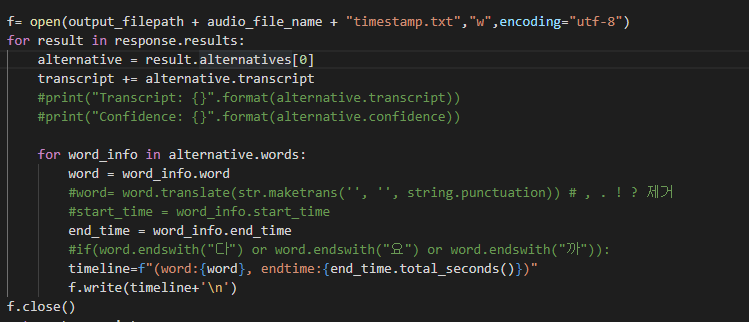 f= open(output_filepath + audio_file_name + "timestamp.txt","w",encoding="utf-8")
for result in response.results:
    alternative = result.alternatives[0]
    transcript += alternative.transcript
    #print("Transcript: {}".format(alternative.transcript))
    #print("Confidence: {}".format(alternative.confidence))

    for word_info in alternative.words:
        word = word_info.word
        #word= word.translate(str.maketrans('', '', string.punctuation)) # , . ! ? 제거
        #start_time = word_info.start_time
        end_time = word_info.end_time
        #if(word.endswith("다") or word.endswith("요") or word.endswith("까")):
        timeline=f"(word:{word}, endtime:{end_time.total_seconds()})"
        f.write(timeline+'\n')
f.close()